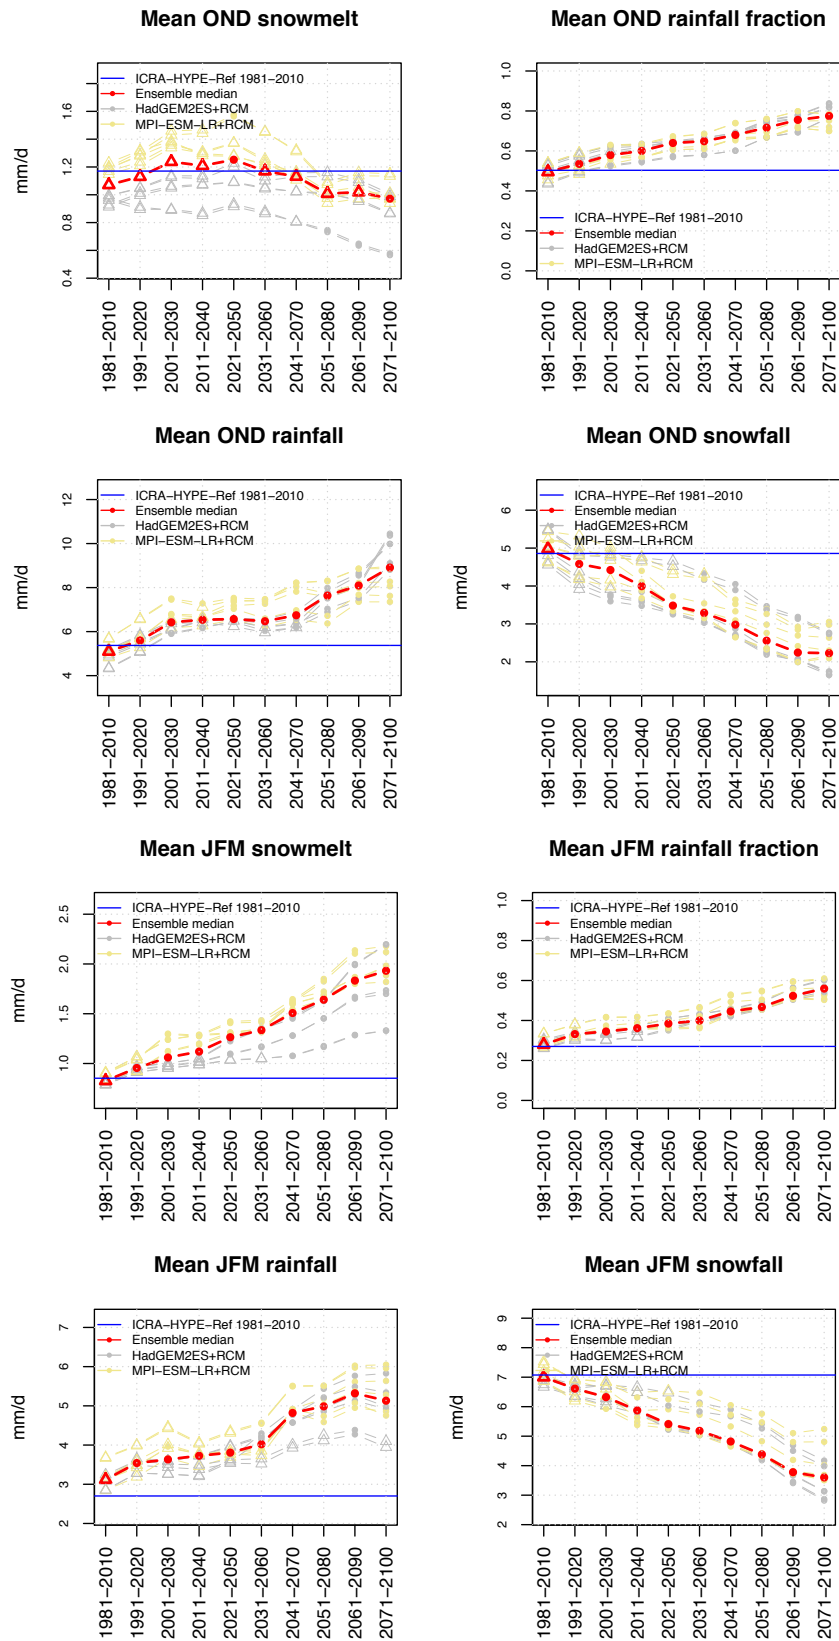 Mean OND snowmelt
mm/d
0.4
0.8
1.2
1.6
ICRA−HYPE−Ref 1981−2010
Ensemble median
HadGEM2ES+RCM
MPI−ESM−LR+RCM
1981−2010
1991−2020
2001−2030
2011−2040
2021−2050
2031−2060
2041−2070
2051−2080
2061−2090
2071−2100
Mean OND rainfall fraction
0.0
0.2
0.4
0.6
0.8
1.0
ICRA−HYPE−Ref 1981−2010
Ensemble median
HadGEM2ES+RCM
MPI−ESM−LR+RCM
1981−2010
1991−2020
2001−2030
2011−2040
2021−2050
2031−2060
2041−2070
2051−2080
2061−2090
2071−2100
Mean OND rainfall
mm/d
4
6
8
10
12
ICRA−HYPE−Ref 1981−2010
Ensemble median
HadGEM2ES+RCM
MPI−ESM−LR+RCM
1981−2010
1991−2020
2001−2030
2011−2040
2021−2050
2031−2060
2041−2070
2051−2080
2061−2090
2071−2100
Mean OND snowfall
mm/d
2
3
4
5
6
ICRA−HYPE−Ref 1981−2010
Ensemble median
HadGEM2ES+RCM
MPI−ESM−LR+RCM
1981−2010
1991−2020
2001−2030
2011−2040
2021−2050
2031−2060
2041−2070
2051−2080
2061−2090
2071−2100
Mean JFM snowmelt
mm/d
1.0
1.5
2.0
2.5
ICRA−HYPE−Ref 1981−2010
Ensemble median
HadGEM2ES+RCM
MPI−ESM−LR+RCM
1981−2010
1991−2020
2001−2030
2011−2040
2021−2050
2031−2060
2041−2070
2051−2080
2061−2090
2071−2100
Mean JFM rainfall fraction
0.0
0.2
0.4
0.6
0.8
1.0
ICRA−HYPE−Ref 1981−2010
Ensemble median
HadGEM2ES+RCM
MPI−ESM−LR+RCM
1981−2010
1991−2020
2001−2030
2011−2040
2021−2050
2031−2060
2041−2070
2051−2080
2061−2090
2071−2100
Mean JFM rainfall
mm/d
2
3
4
5
6
7
ICRA−HYPE−Ref 1981−2010
Ensemble median
HadGEM2ES+RCM
MPI−ESM−LR+RCM
1981−2010
1991−2020
2001−2030
2011−2040
2021−2050
2031−2060
2041−2070
2051−2080
2061−2090
2071−2100
Mean JFM snowfall
mm/d
2
3
4
5
6
7
8
9
ICRA−HYPE−Ref 1981−2010
Ensemble median
HadGEM2ES+RCM
MPI−ESM−LR+RCM
1981−2010
1991−2020
2001−2030
2011−2040
2021−2050
2031−2060
2041−2070
2051−2080
2061−2090
2071−2100